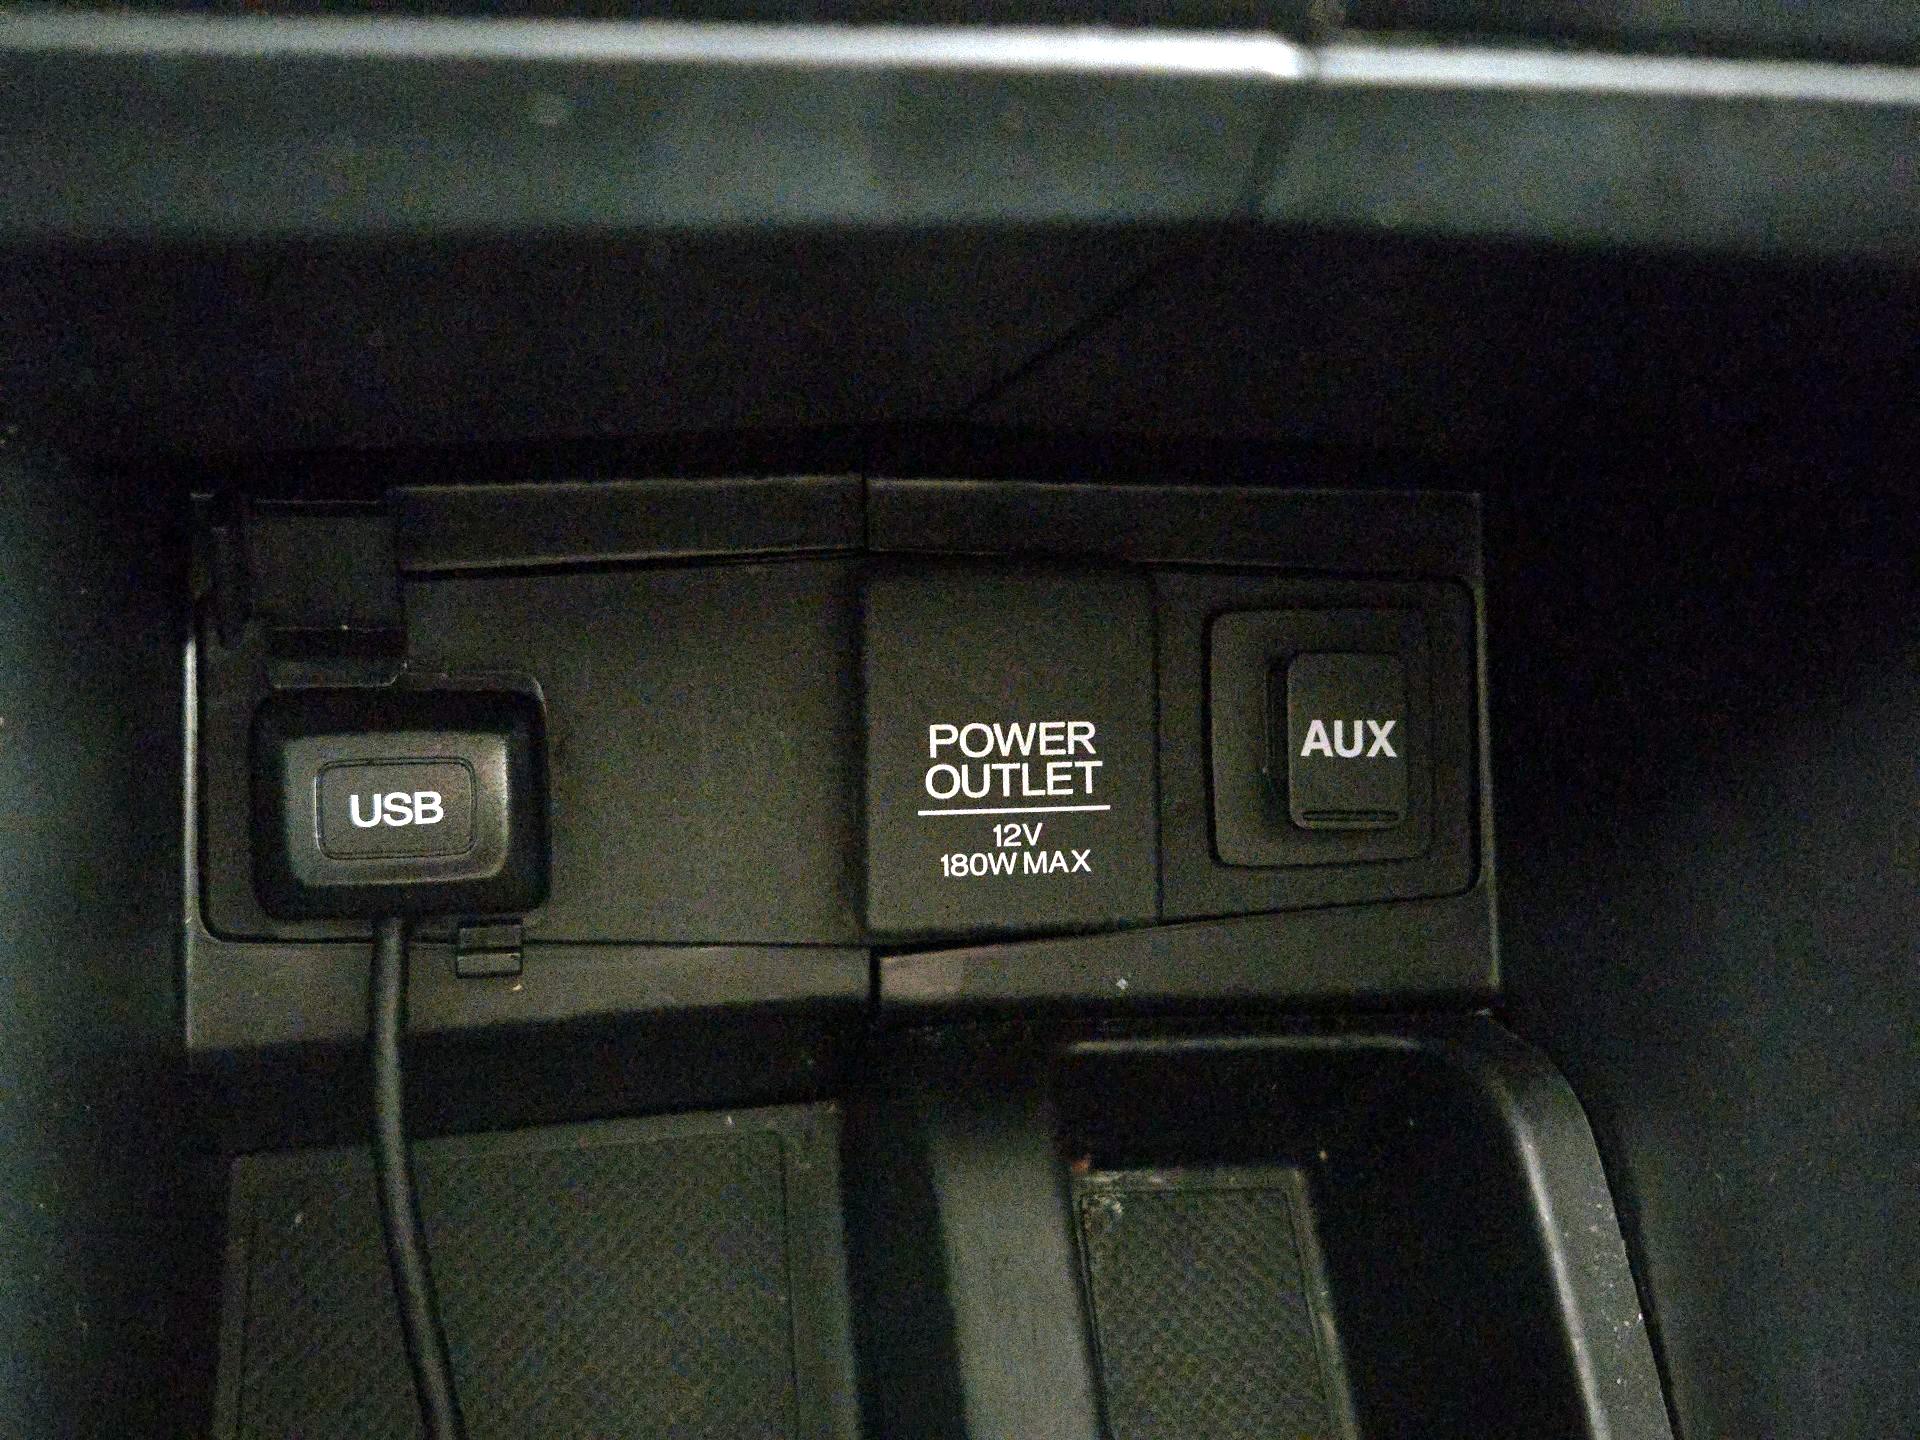 USB
POWER
OUTLET
12V
180W MAX
AUX